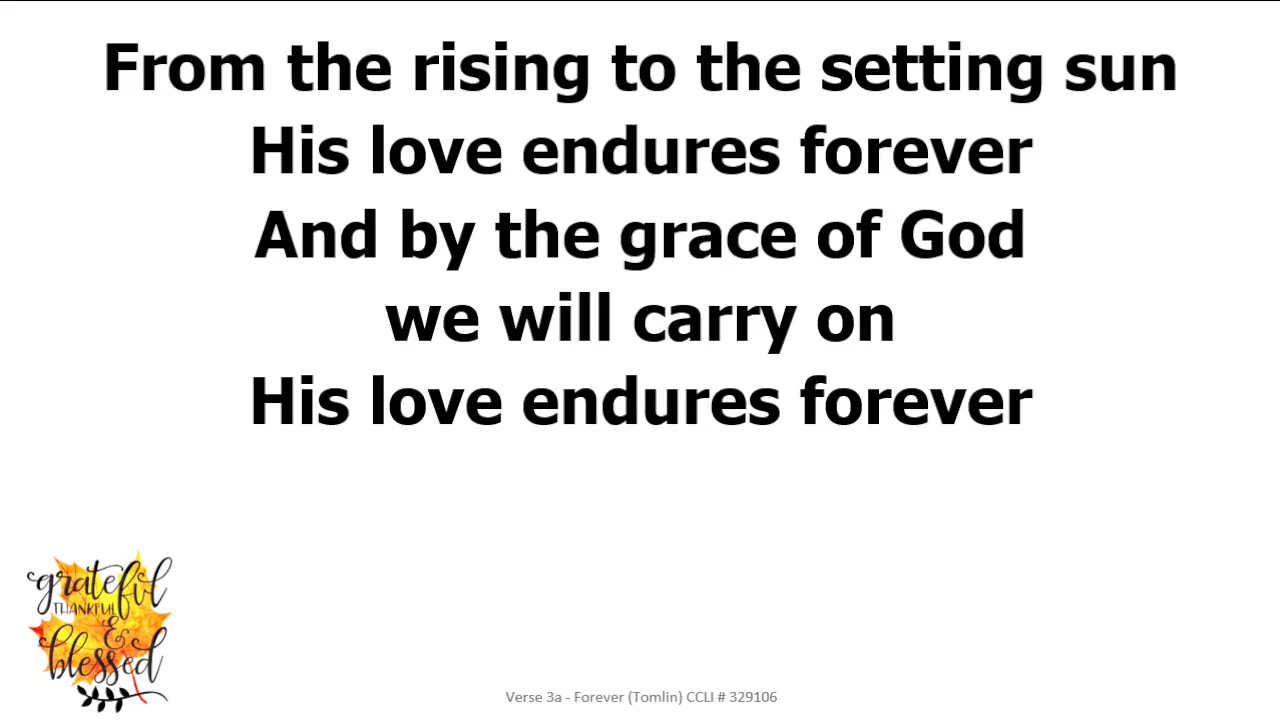 From the rising to the setting sun
His love endures forever
And by the grace of God
we will carry on
His love endures forever
grateful
THANKFUL
&
blessed
Verse 3a - Forever (Tomlin) CCLI # 329106